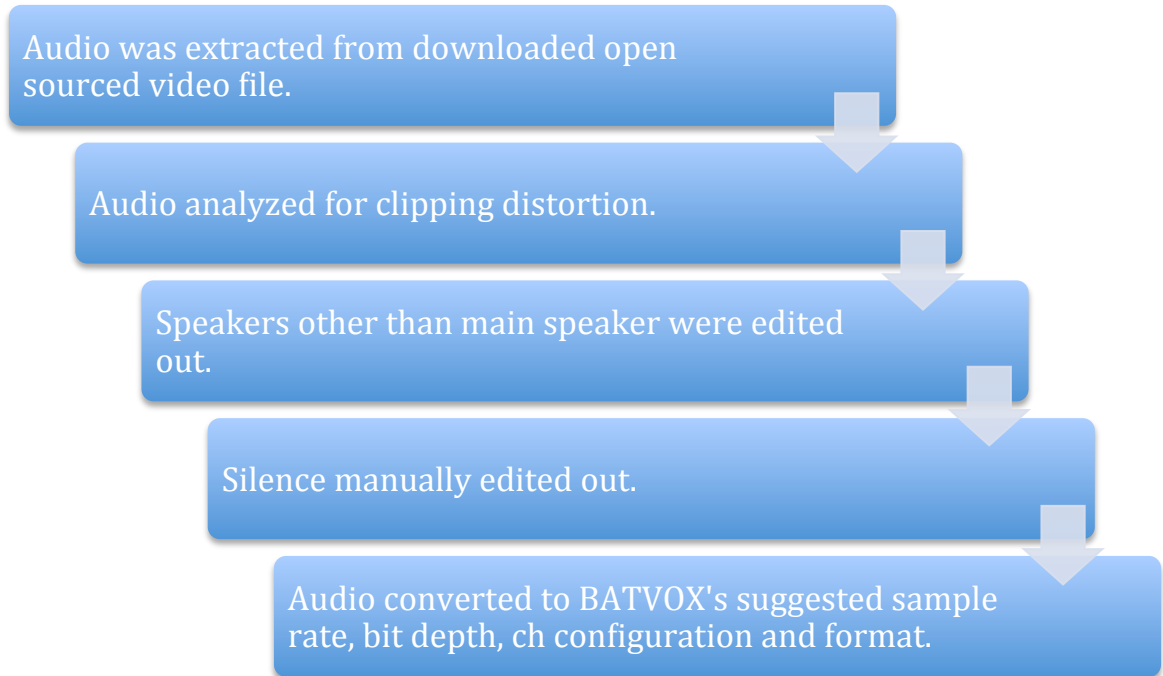 Audio was extracted from downloaded open
sourced video file.
Audio analyzed for clipping distortion.
Speakers other than main speaker were edited
out.
Silence manually edited out.
Audio converted to BATVOX's suggested sample
rate, bit depth, ch configuration and format.